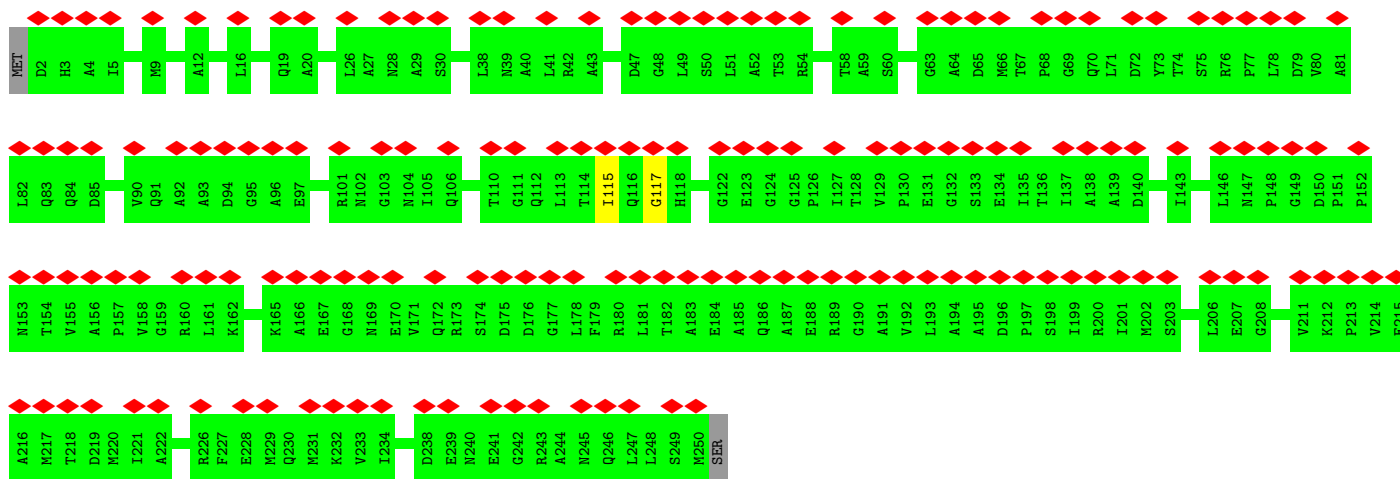 MET D2 H3 A4 I5 M9 A12 L16 Q19 A20 L26 A27 N28 A29 S30 L38 N39 A40 L41 R42 A43 D47 G48 L49 S50 L51 A52 T53 R54 T58 A59 S60 G63 A64 D65 M66 T67 P68 G69 Q70 L71 D72 Y73 T74 S75 R76 P77 L78 D79 V80 A81
L82 Q83 Q84 D85 V90 Q91 A92 A93 D94 G95 A96 E97 R101 N102 G103 N104 I105 Q106 T110 G111 Q112 L113 T114 I115 Q116 G117 H118 G122 E123 G124 G125 P126 I127 T128 V129 P130 E131 G132 S133 E134 I135 T136 I137 A138 A139 D140 I143 L146 N147 P148 G149 D150 P151 P152
N153 T154 V155 A156 P157 V158 G159 R160 L161 K162 K165 A166 E167 G168 N169 E170 V171 Q172 R173 S174 D175 D176 G177 L178 F179 R180 L181 T182 A183 E184 A185 Q186 A187 E188 R189 G190 A191 V192 L193 A194 A195 D196 P197 S198 I199 R200 I201 M202 S203 L206 E207 G208 V211 K212 P213 V214 E215
A216 M217 T218 D219 M220 I221 A222 R226 F227 E228 M229 Q230 M231 K232 V233 I234 D238 E239 N240 E241 G242 R243 A244 N245 Q246 L247 L248 S249 M250 SER